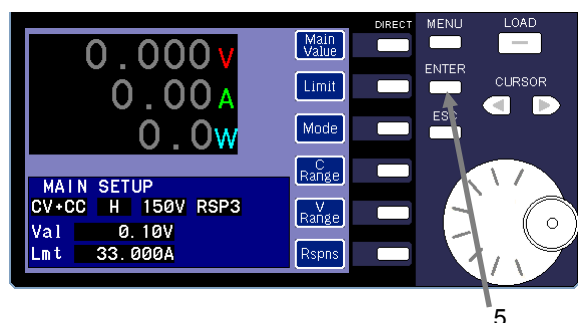 0.000V
0.00A
0.0W
MAIN SETUP
CV+CC H 150V RSP3
Val 0.10V
Lmt 33.000A
Main Value
Limit
Mode
C Range
V Range
Rspns
DIRECT
MENU
LOAD
ENTER
CURSOR
ESC
5